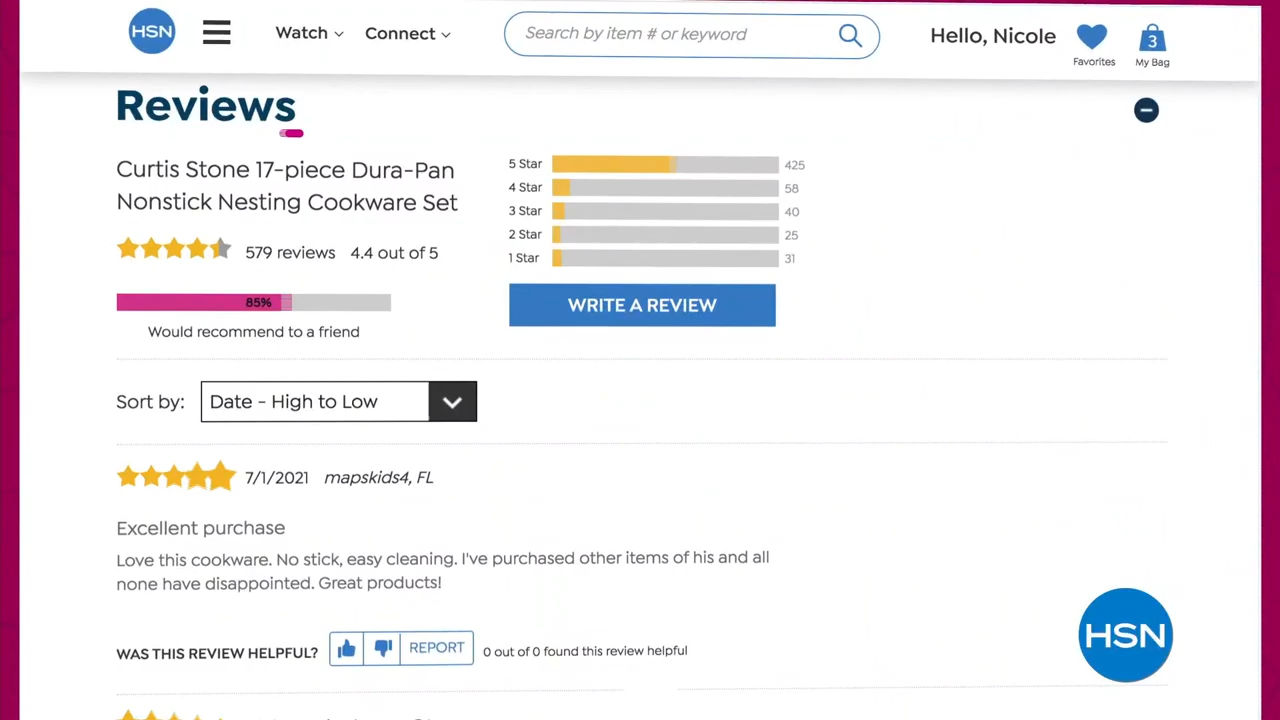 HSN
Watch
Connect
Search by item # or keyword
Hello, Nicole
Favorites
3
My Bag
Reviews
Curtis Stone 17-piece Dura-Pan
Nonstick Nesting Cookware Set
579 reviews 4.4 out of 5
85%
Would recommend to a friend
5 Star 425
4 Star 58
3 Star 40
2 Star 25
1 Star 31
WRITE A REVIEW
Sort by: Date - High to Low
7/1/2021 mapskids4, FL
Excellent purchase
Love this cookware. No stick, easy cleaning. I've purchased other items of his and all
none have disappointed. Great products!
WAS THIS REVIEW HELPFUL? REPORT 0 out of 0 found this review helpful
HSN